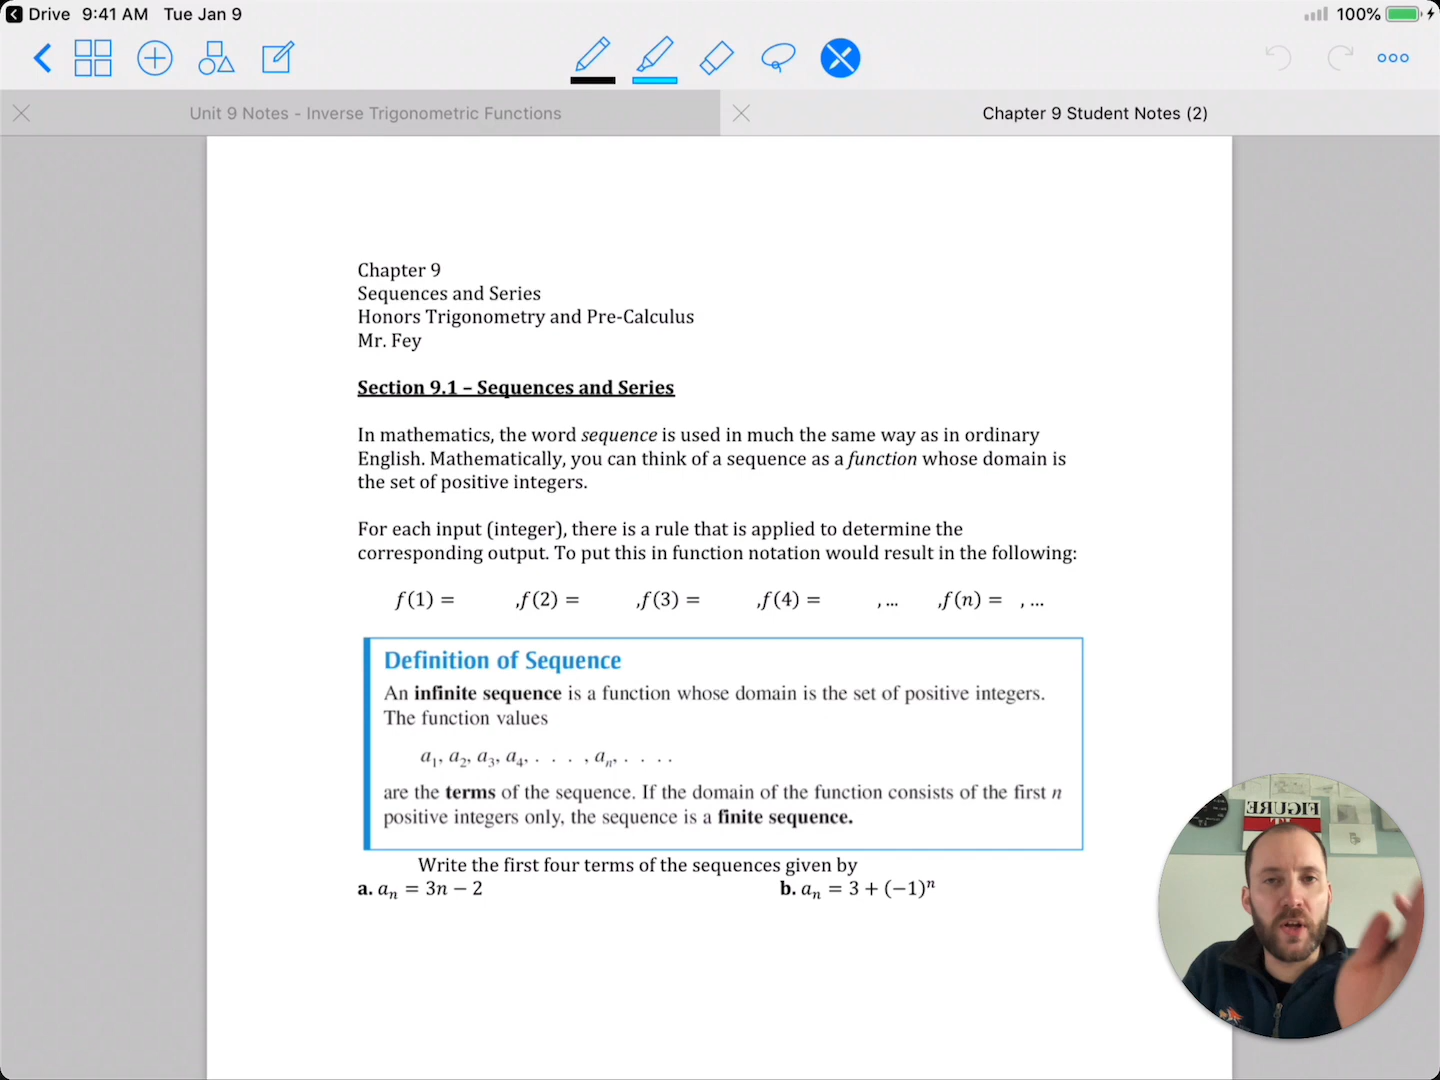 Drive 9:41 AM Tue Jan 9
100%
Unit 9 Notes - Inverse Trigonometric Functions
Chapter 9 Student Notes (2)
Chapter 9
Sequences and Series
Honors Trigonometry and Pre-Calculus
Mr. Fey
Section 9.1 – Sequences and Series
In mathematics, the word sequence is used in much the same way as in ordinary
English. Mathematically, you can think of a sequence as a function whose domain is
the set of positive integers.
For each input (integer), there is a rule that is applied to determine the
corresponding output. To put this in function notation would result in the following:
f(1) = ,f(2) = ,f(3) = ,f(4) = , ... ,f(n) = , ...
Definition of Sequence
An infinite sequence is a function whose domain is the set of positive integers.
The function values
a₁, a₂, a₃, a₄, . . . , aₙ, . . . .
are the terms of the sequence. If the domain of the function consists of the first n
positive integers only, the sequence is a finite sequence.
Write the first four terms of the sequences given by
a. aₙ = 3n − 2 b. aₙ = 3 + (−1)ⁿ
FIGURE
IT